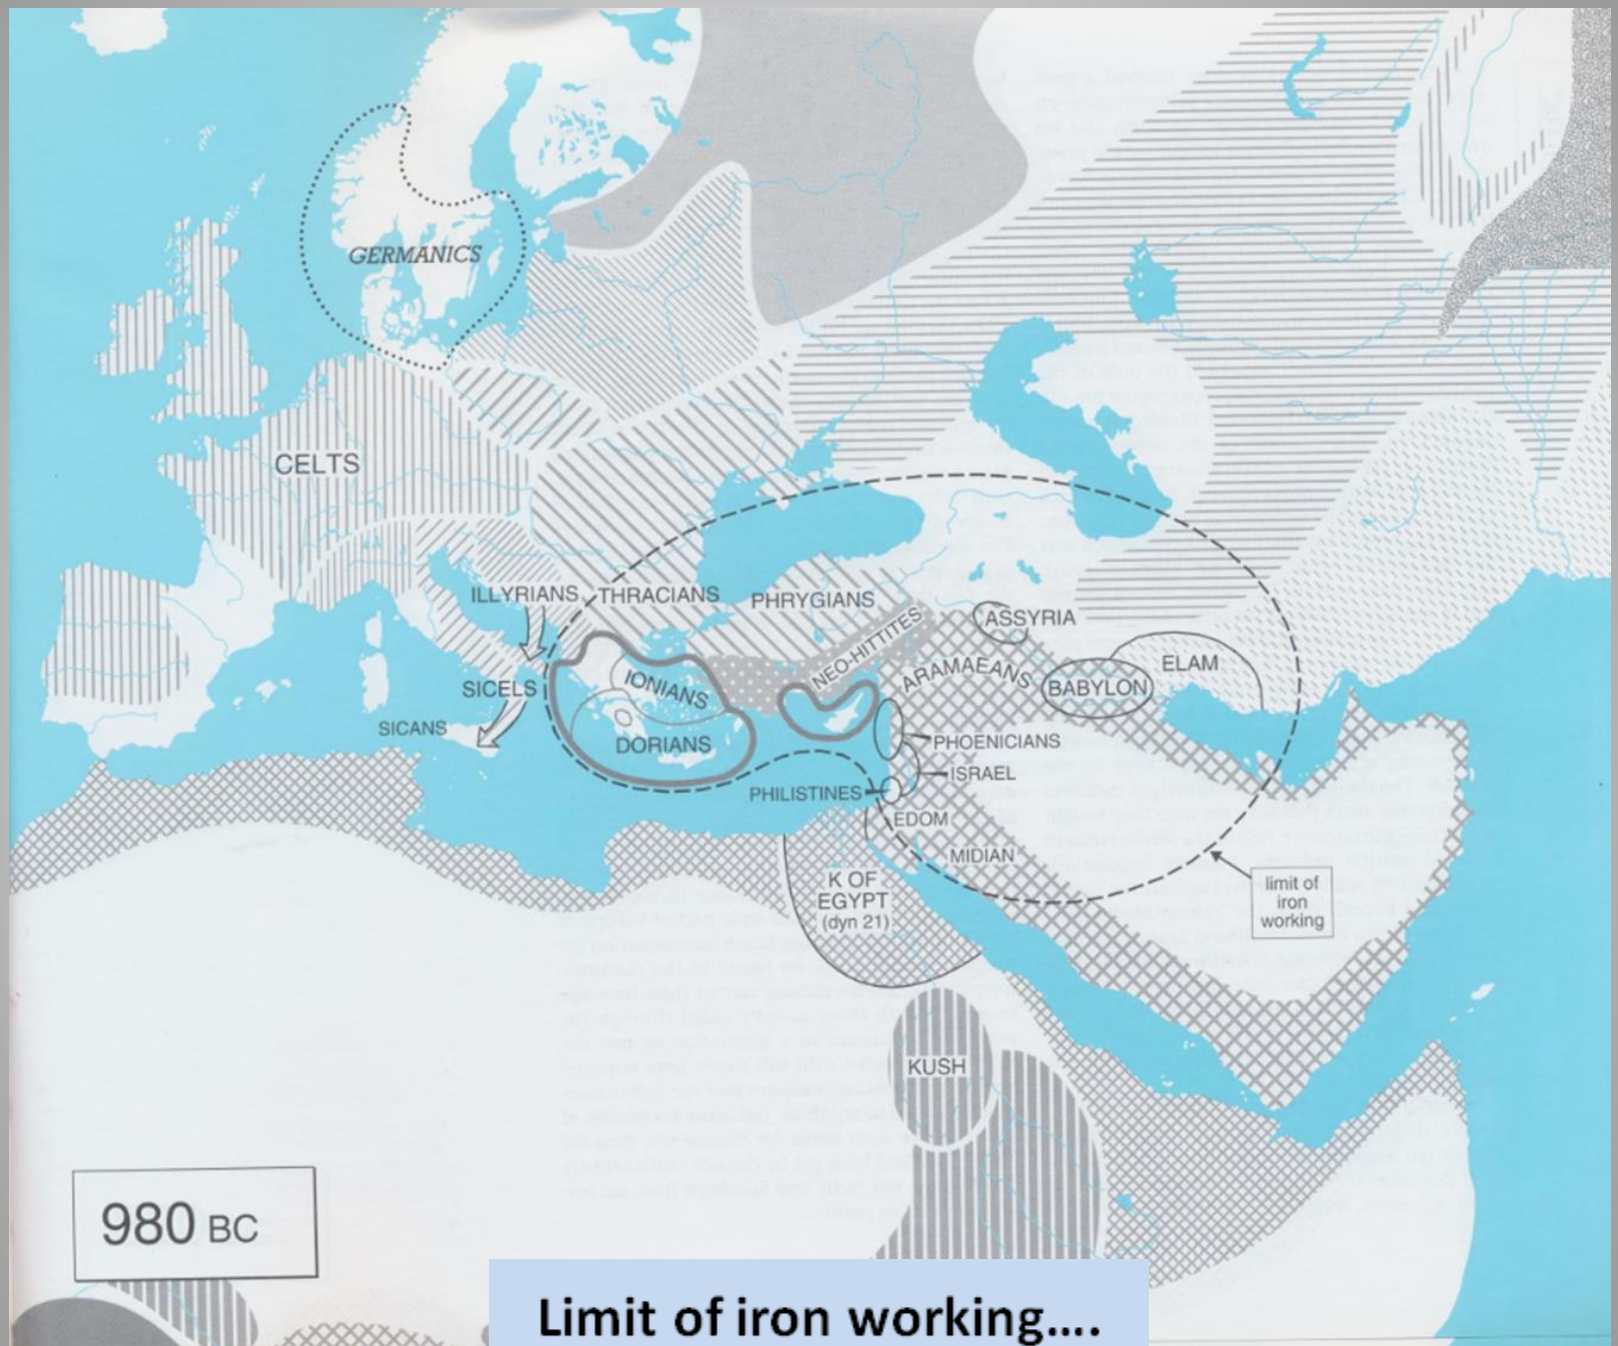 GERMANICS
CELTS
ILLYRIANS
THRACIANS
PHRYGIANS
NEO-HITTITES
ASSYRIA
ARAMAEANS
BABYLON
ELAM
SICELS
IONIANS
SICANS
DORIANS
PHOENICIANS
ISRAEL
PHILISTINES
EDOM
MIDIAN
K OF
EGYPT
(dyn 21)
limit of
iron
working
KUSH
980 BC
Limit of iron working....